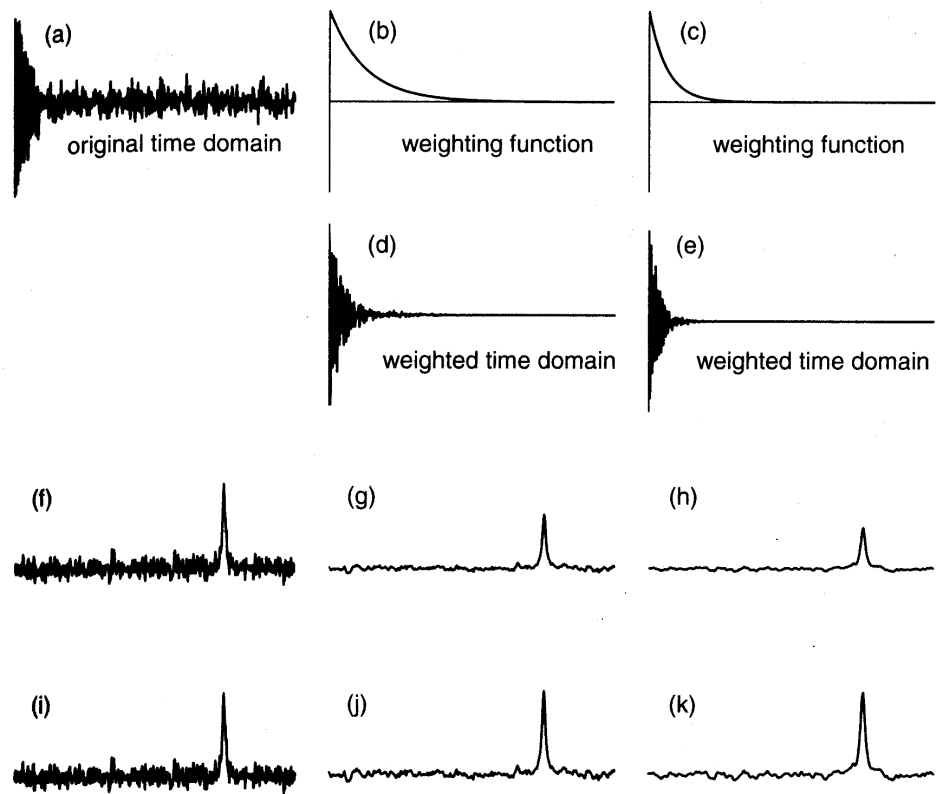 (a)
original time domain
(b)
weighting function
(c)
weighting function
(d)
weighted time domain
(e)
weighted time domain
(f)
(g)
(h)
(i)
(j)
(k)